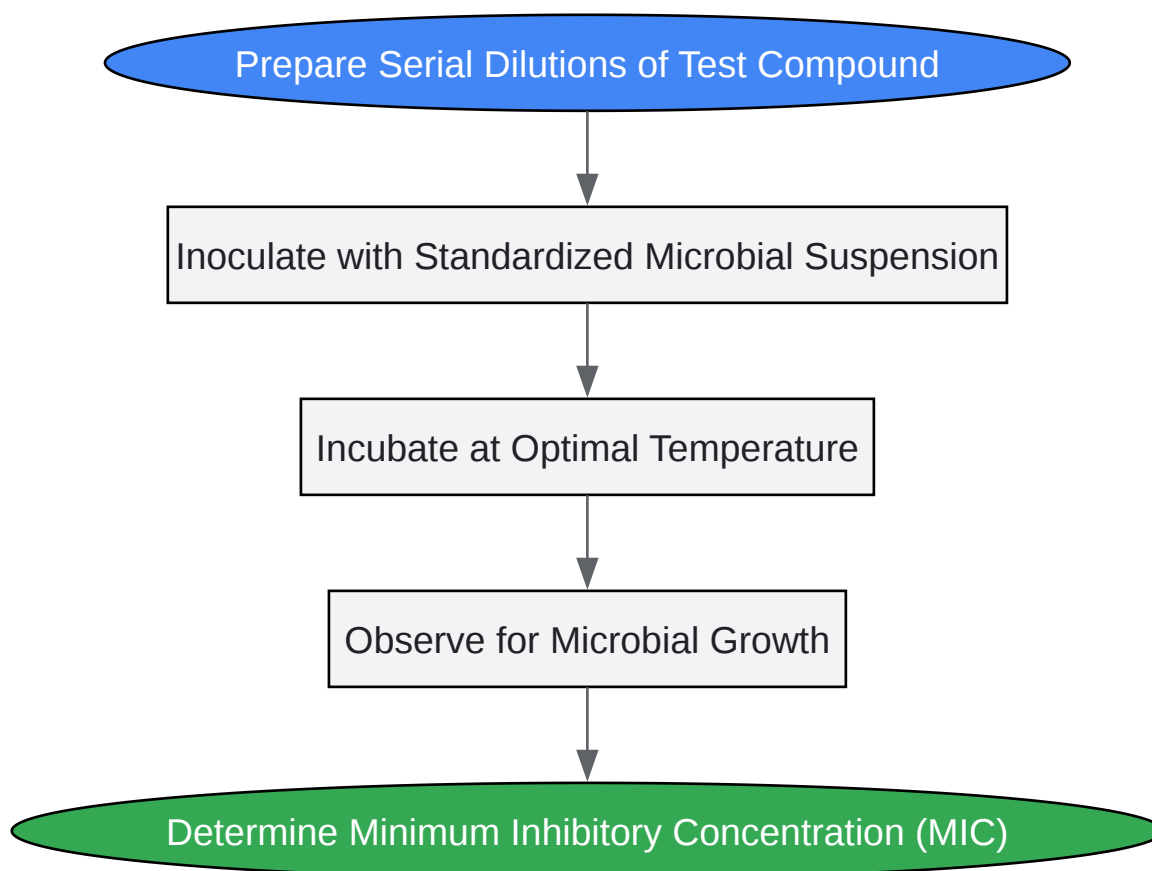 Prepare Serial Dilutions of Test Compound
Inoculate with Standardized Microbial Suspension
Incubate at Optimal Temperature
Observe for Microbial Growth
Determine Minimum Inhibitory Concentration (MIC)